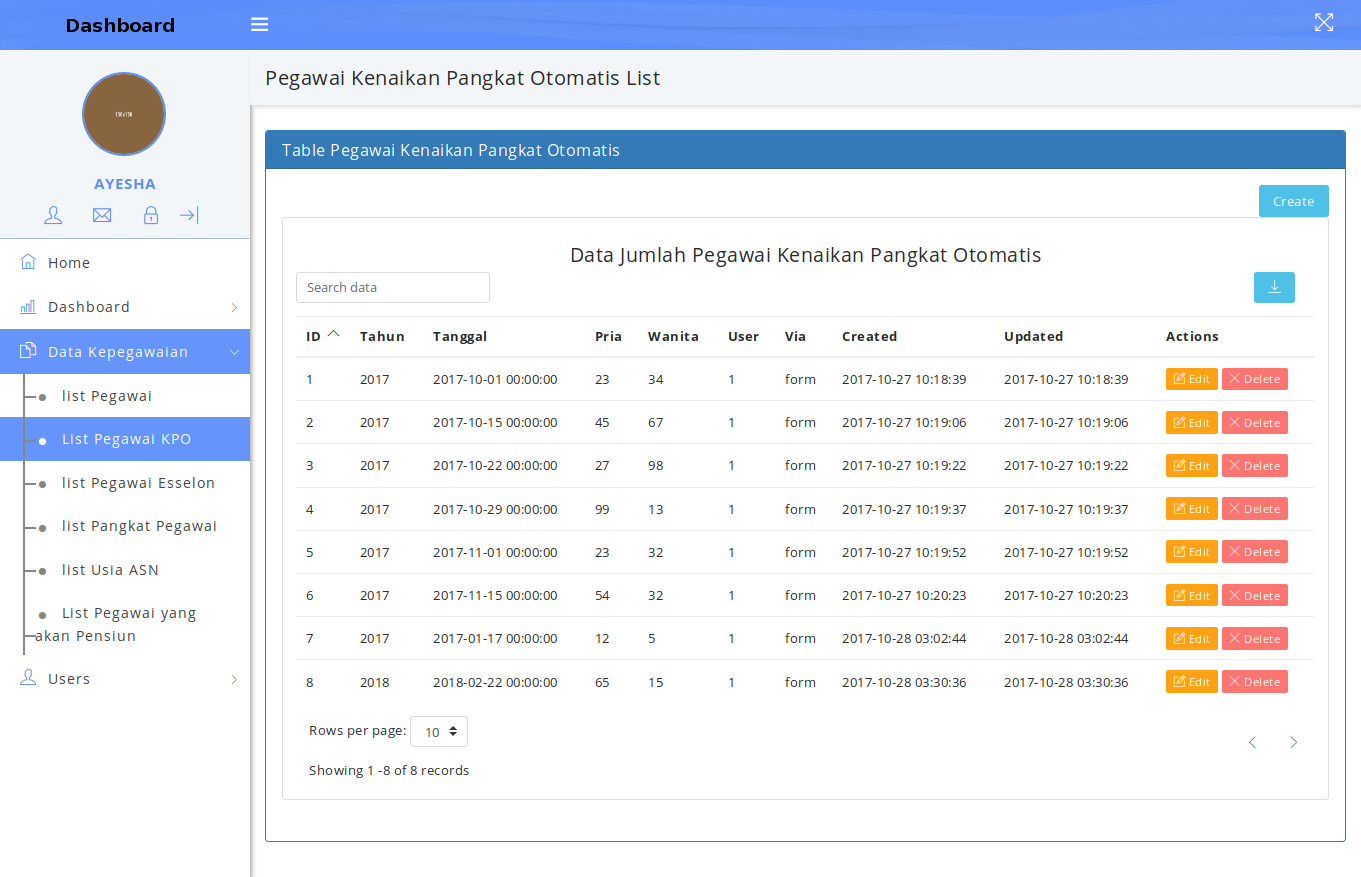 Dashboard
Pegawai Kenaikan Pangkat Otomatis List
130x130
AYESHA
Home
Dashboard
Data Kepegawaian
list Pegawai
List Pegawai KPO
list Pegawai Esselon
list Pangkat Pegawai
list Usia ASN
List Pegawai yang
akan Pensiun
Users
Table Pegawai Kenaikan Pangkat Otomatis
Create
Data Jumlah Pegawai Kenaikan Pangkat Otomatis
Search data
ID Tahun Tanggal Pria Wanita User Via Created Updated Actions
1 2017 2017-10-01 00:00:00 23 34 1 form 2017-10-27 10:18:39 2017-10-27 10:18:39 Edit Delete
2 2017 2017-10-15 00:00:00 45 67 1 form 2017-10-27 10:19:06 2017-10-27 10:19:06 Edit Delete
3 2017 2017-10-22 00:00:00 27 98 1 form 2017-10-27 10:19:22 2017-10-27 10:19:22 Edit Delete
4 2017 2017-10-29 00:00:00 99 13 1 form 2017-10-27 10:19:37 2017-10-27 10:19:37 Edit Delete
5 2017 2017-11-01 00:00:00 23 32 1 form 2017-10-27 10:19:52 2017-10-27 10:19:52 Edit Delete
6 2017 2017-11-15 00:00:00 54 32 1 form 2017-10-27 10:20:23 2017-10-27 10:20:23 Edit Delete
7 2017 2017-01-17 00:00:00 12 5 1 form 2017-10-28 03:02:44 2017-10-28 03:02:44 Edit Delete
8 2018 2018-02-22 00:00:00 65 15 1 form 2017-10-28 03:30:36 2017-10-28 03:30:36 Edit Delete
Rows per page: 10
Showing 1 -8 of 8 records